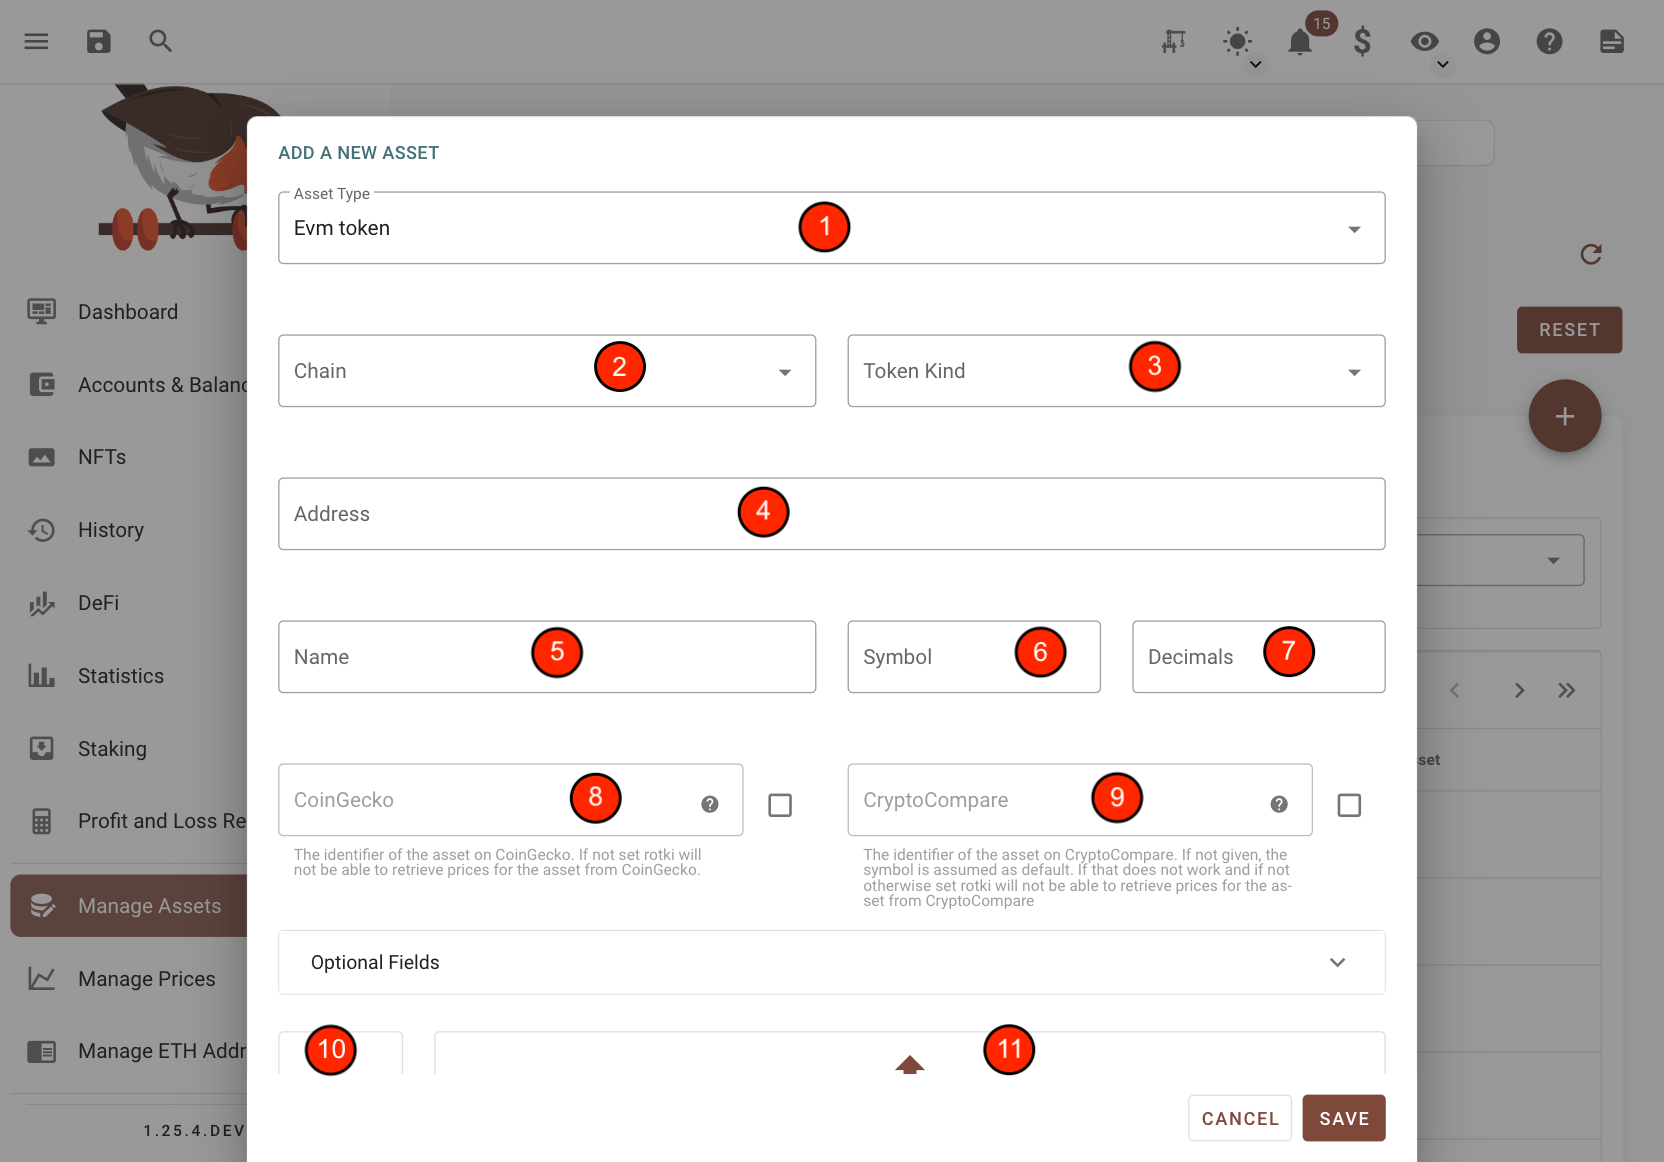 15
ADD A NEW ASSET
Asset Type
Evm token
1
Chain
2
Token Kind
3
Address
4
Name
5
Symbol
6
Decimals
7
CoinGecko
8
The identifier of the asset on CoinGecko. If not set rotki will
not be able to retrieve prices for the asset from CoinGecko.
CryptoCompare
9
The identifier of the asset on CryptoCompare. If not given, the
symbol is assumed as default. If that does not work and if not
otherwise set rotki will not be able to retrieve prices for the as-
set from CryptoCompare
Optional Fields
10
11
CANCEL
SAVE
Dashboard
Accounts & Balanc
NFTs
History
DeFi
Statistics
Staking
Profit and Loss Re
Manage Assets
Manage Prices
Manage ETH Addr
1.25.4.DEV
RESET
set